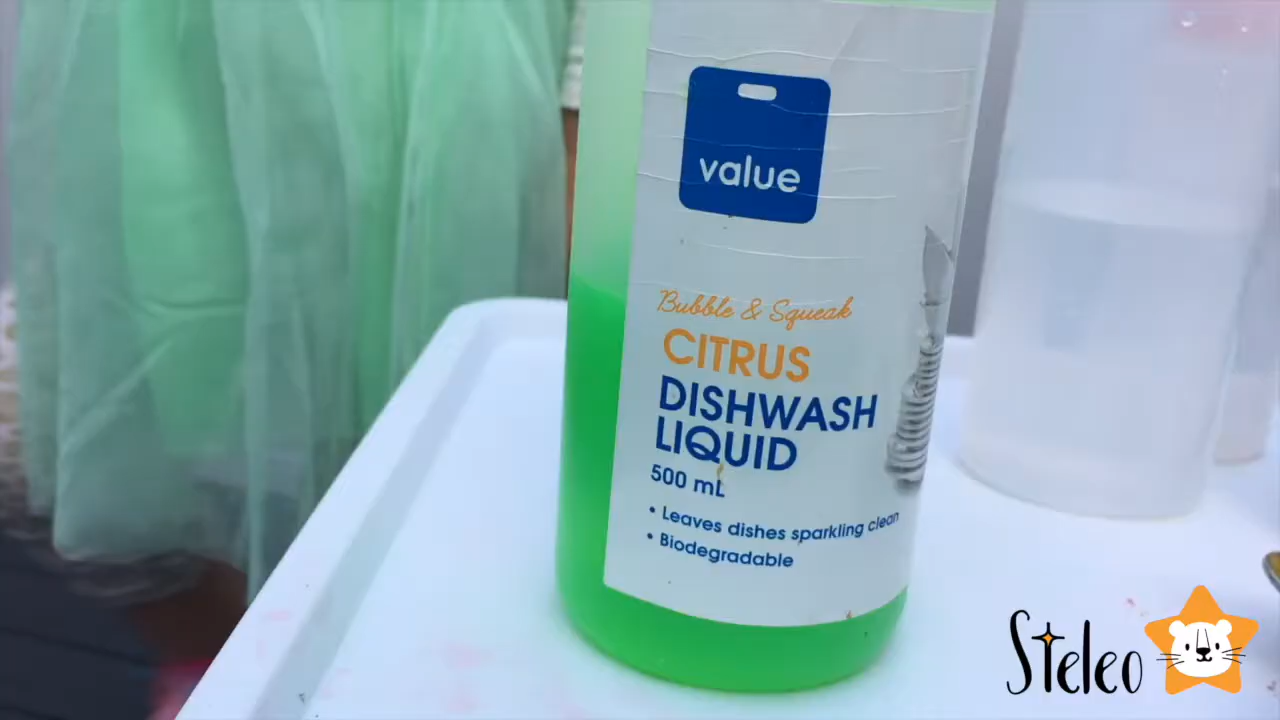 value
Bubble & Squeak
CITRUS
DISHWASH
LIQUID
500 mL
• Leaves dishes sparkling clean
• Biodegradable
Steleo